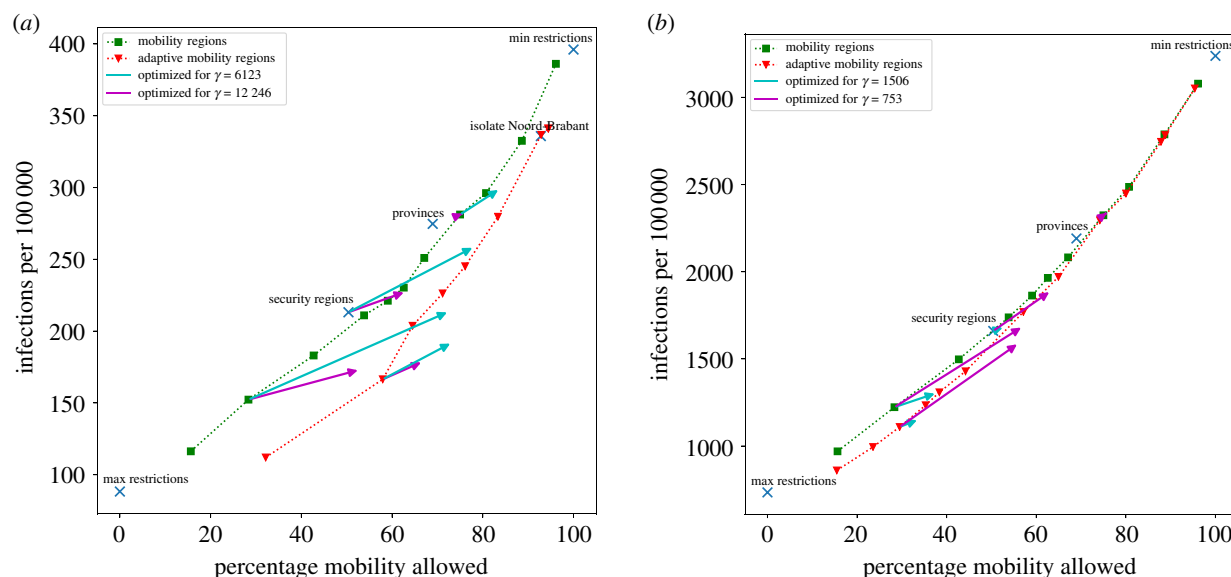 (a)
400
350
300
250
200
150
100
infections per 100 000
0
20
40
60
80
100
percentage mobility allowed
mobility regions
adaptive mobility regions
optimized for γ = 6123
optimized for γ = 12 246
min restrictions
isolate Noord-Brabant
provinces
security regions
max restrictions
(b)
3000
2500
2000
1500
1000
infections per 100 000
0
20
40
60
80
100
percentage mobility allowed
mobility regions
adaptive mobility regions
optimized for γ = 1506
optimized for γ = 753
min restrictions
provinces
security regions
max restrictions